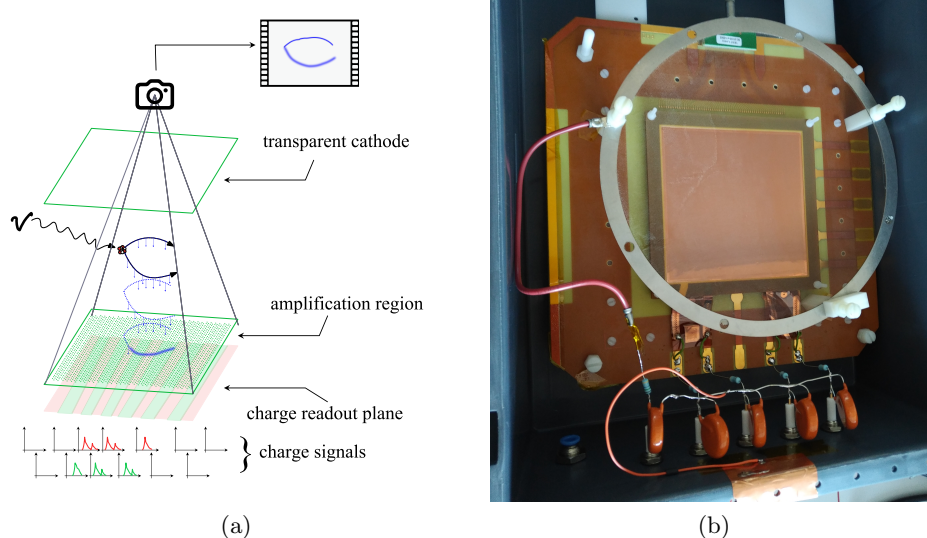 transparent cathode
ν
amplification region
charge readout plane
} charge signals
(a)
(b)